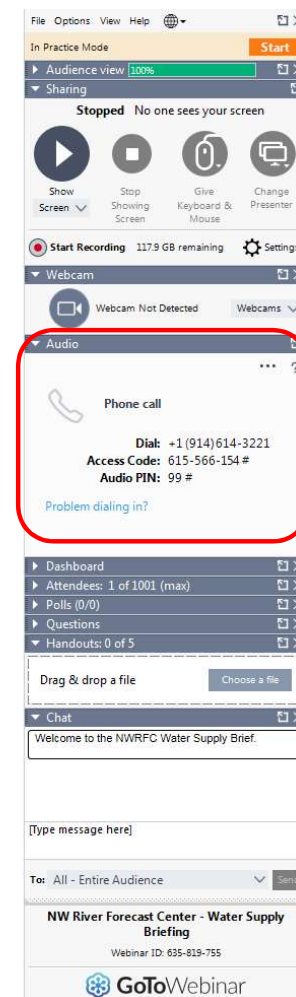 File Options View Help
In Practice Mode Start
Audience view 100%
Sharing
Stopped No one sees your screen
Show Stop Give Change
Screen Showing Keyboard & Presenter
Screen Mouse
Start Recording 117.9 GB remaining Settings
Webcam
Webcam Not Detected Webcams
Audio
... ?
Phone call
Dial: +1 (914) 614-3221
Access Code: 615-566-154 #
Audio PIN: 99 #
Problem dialing in?
Dashboard
Attendees: 1 of 1001 (max)
Polls (0/0)
Questions
Handouts: 0 of 5
Drag & drop a file Choose a file
Chat
Welcome to the NWRFC Water Supply Brief.
[Type message here]
To: All - Entire Audience Send
NW River Forecast Center - Water Supply
Briefing
Webinar ID: 635-819-755
GoToWebinar